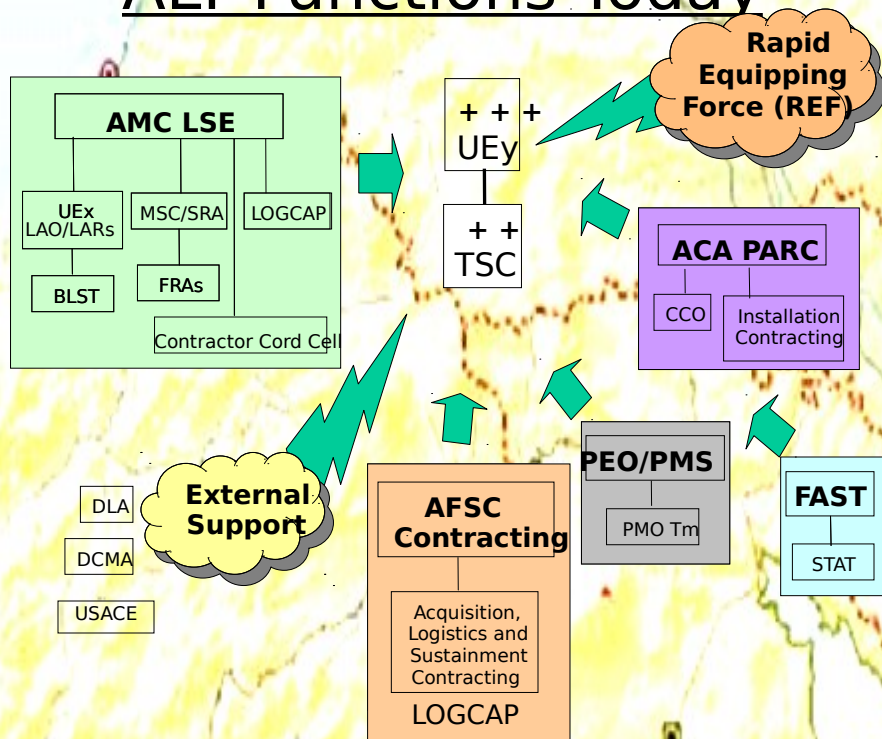 Functions Today
Rapid
Equipping
Force (REF)
AMC LSE
UEx
LAO/LARs
MSC/SRA
LOGCAP
BLST
FRAs
Contractor Cord Cell
+ + +
UEy
+ +
TSC
ACA PARC
CCO
Installation
Contracting
External
Support
DLA
DCMA
USACE
AFSC
Contracting
Acquisition,
Logistics and
Sustainment
Contracting
LOGCAP
PEO/PMS
PMO Tm
FAST
STAT